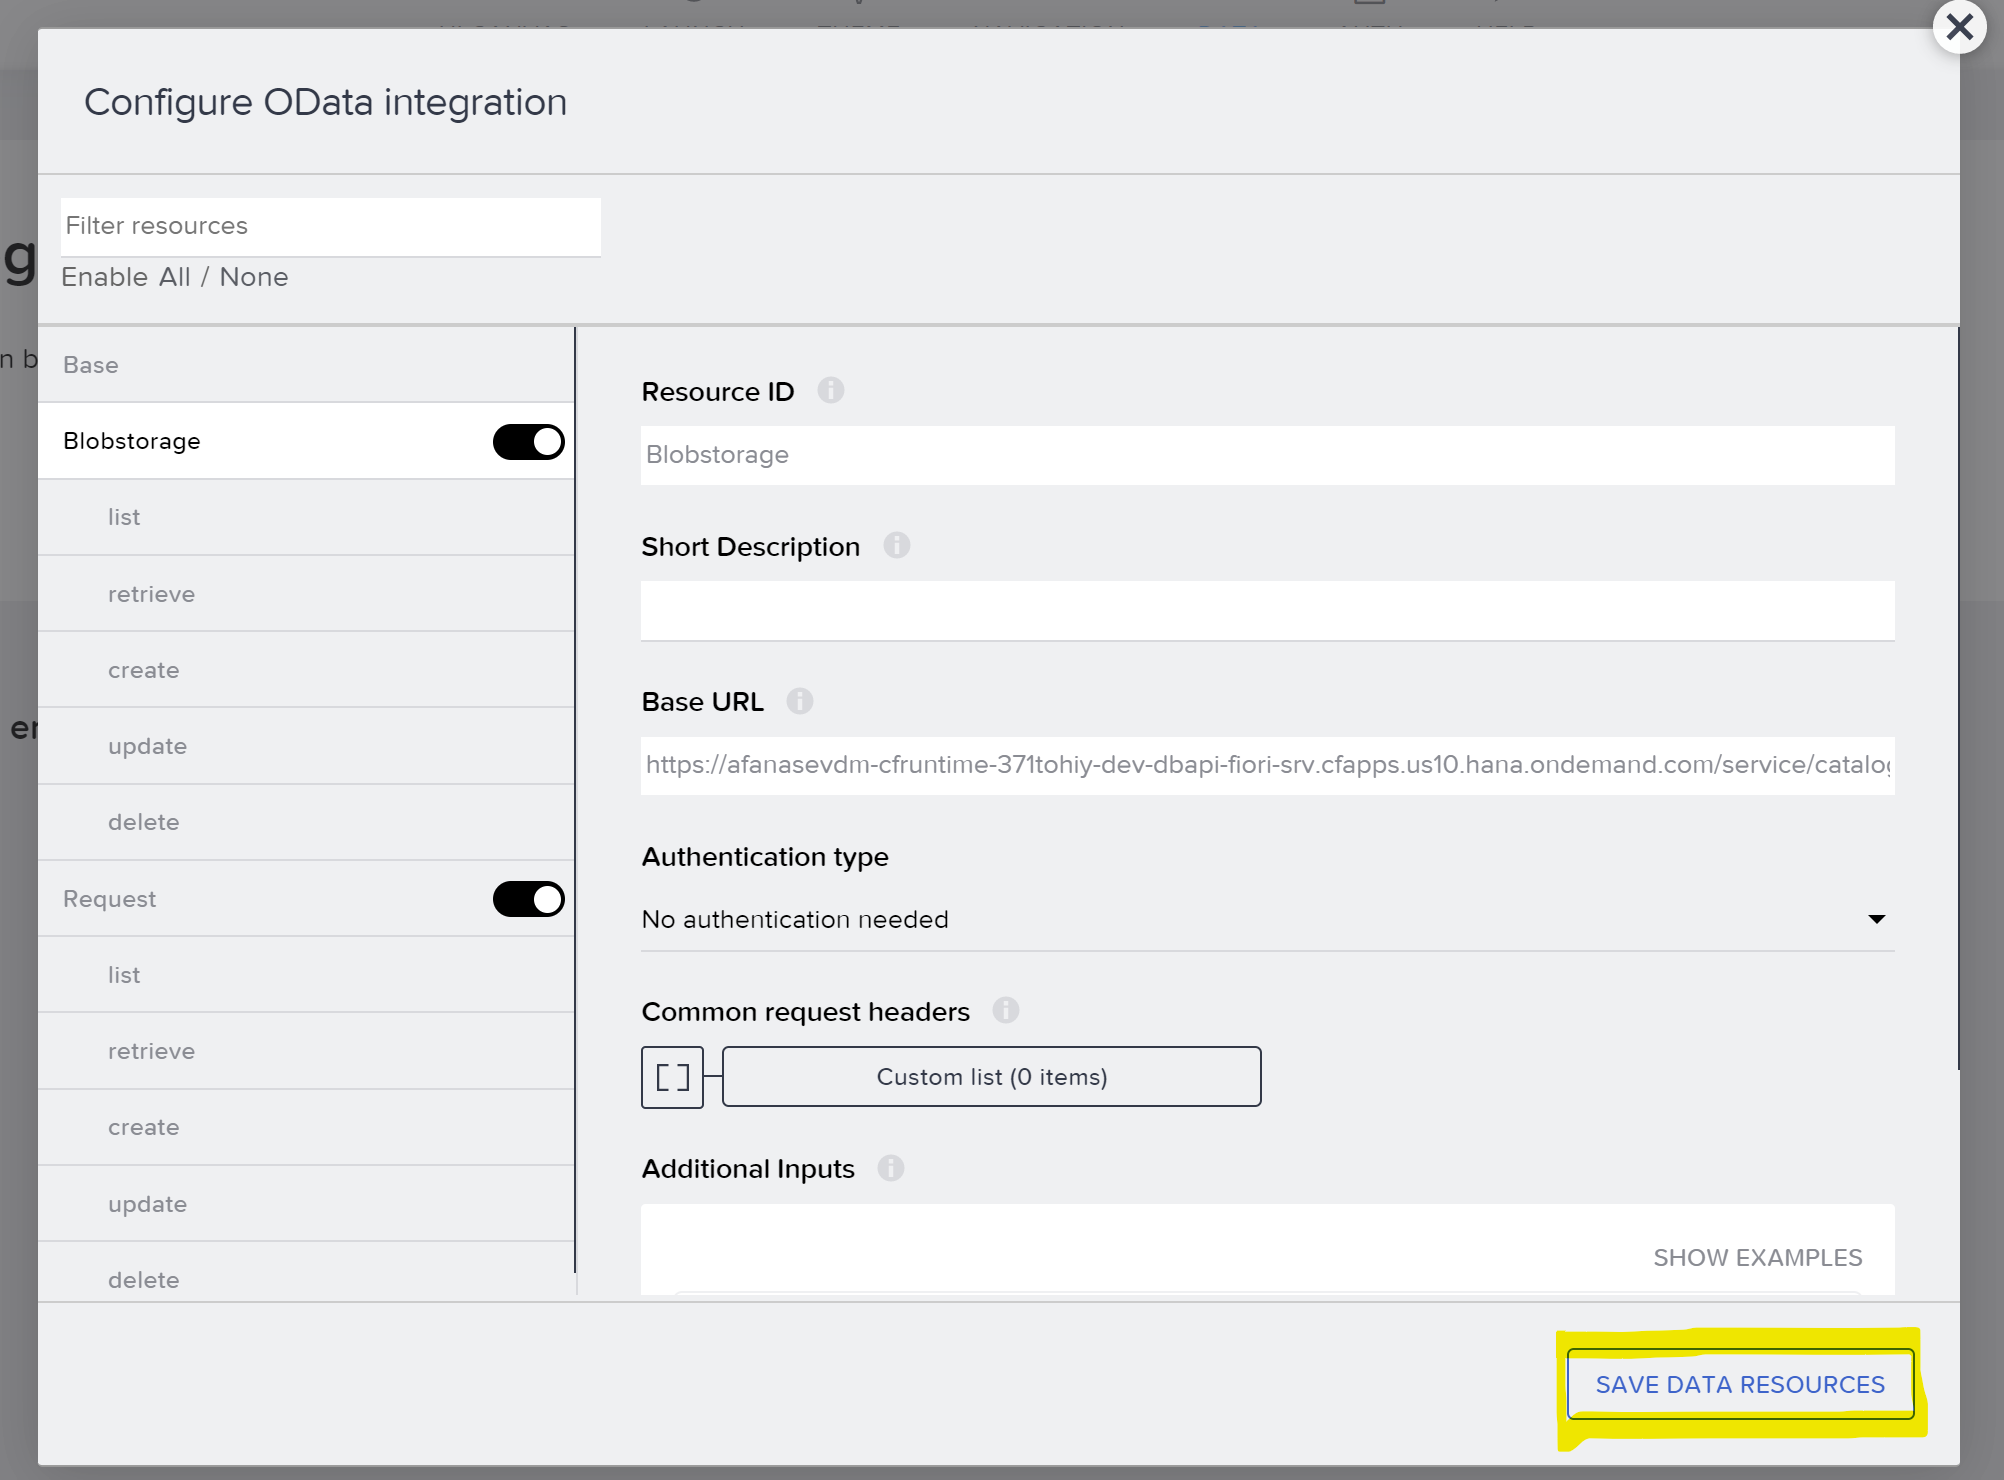 Configure OData integration
Filter resources
Enable All / None
Base
Blobstorage
list
retrieve
create
update
delete
Request
list
retrieve
create
update
delete
Resource ID
Blobstorage
Short Description
Base URL
https://afanasevdm-cfruntime-371tohiy-dev-dbapi-fiori-srv.cfapps.us10.hana.ondemand.com/service/catalog
Authentication type
No authentication needed
Common request headers
[ ]
Custom list (0 items)
Additional Inputs
SHOW EXAMPLES
SAVE DATA RESOURCES
g
n b
er